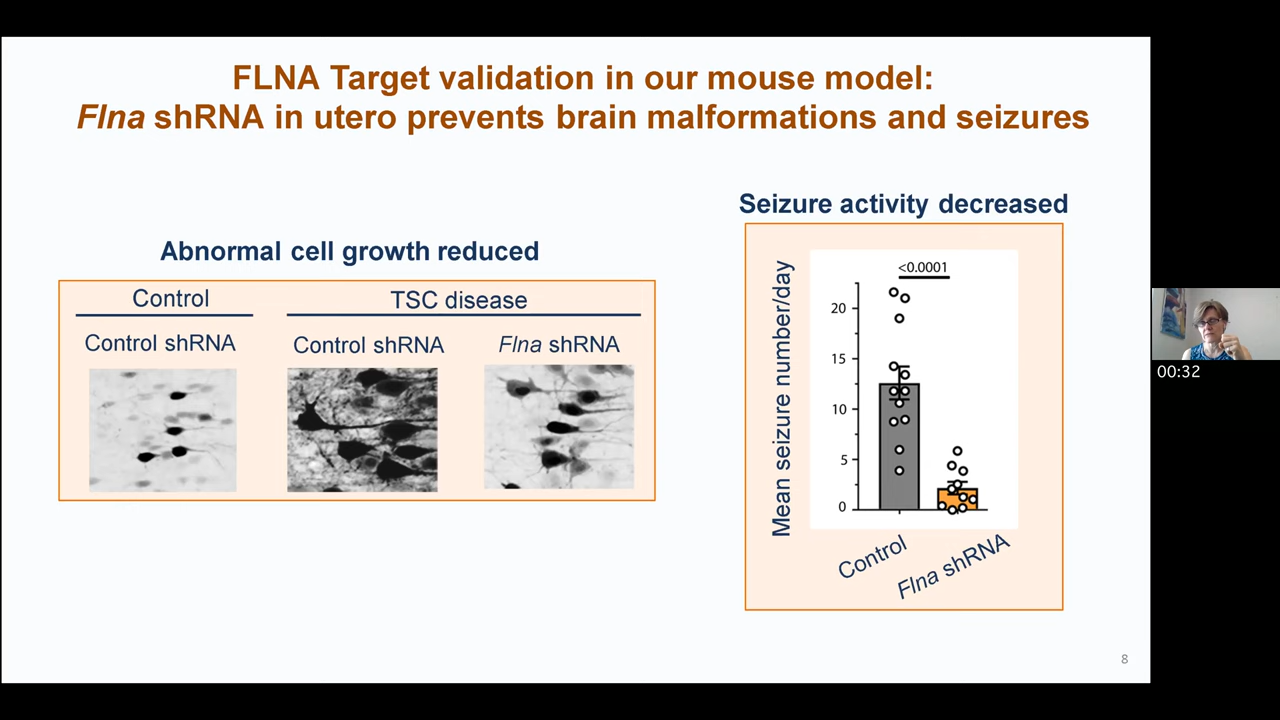 FLNA Target validation in our mouse model:
Flna shRNA in utero prevents brain malformations and seizures
Abnormal cell growth reduced
Control
TSC disease
Control shRNA
Control shRNA
Flna shRNA
Seizure activity decreased
Mean seizure number/day
<0.0001
20
15
10
5
0
Control
Flna shRNA
8
00:32